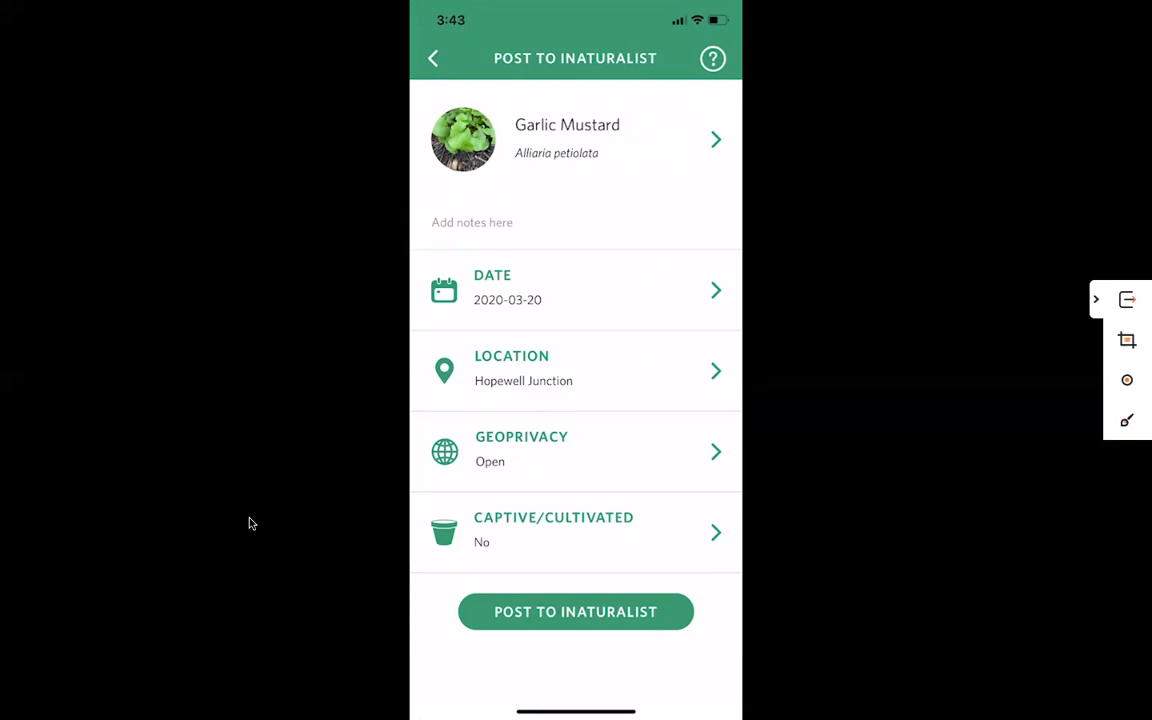 3:43
POST TO INATURALIST
?
Garlic Mustard
Alliaria petiolata
Add notes here
DATE
2020-03-20
LOCATION
Hopewell Junction
GEOPRIVACY
Open
CAPTIVE/CULTIVATED
No
POST TO INATURALIST